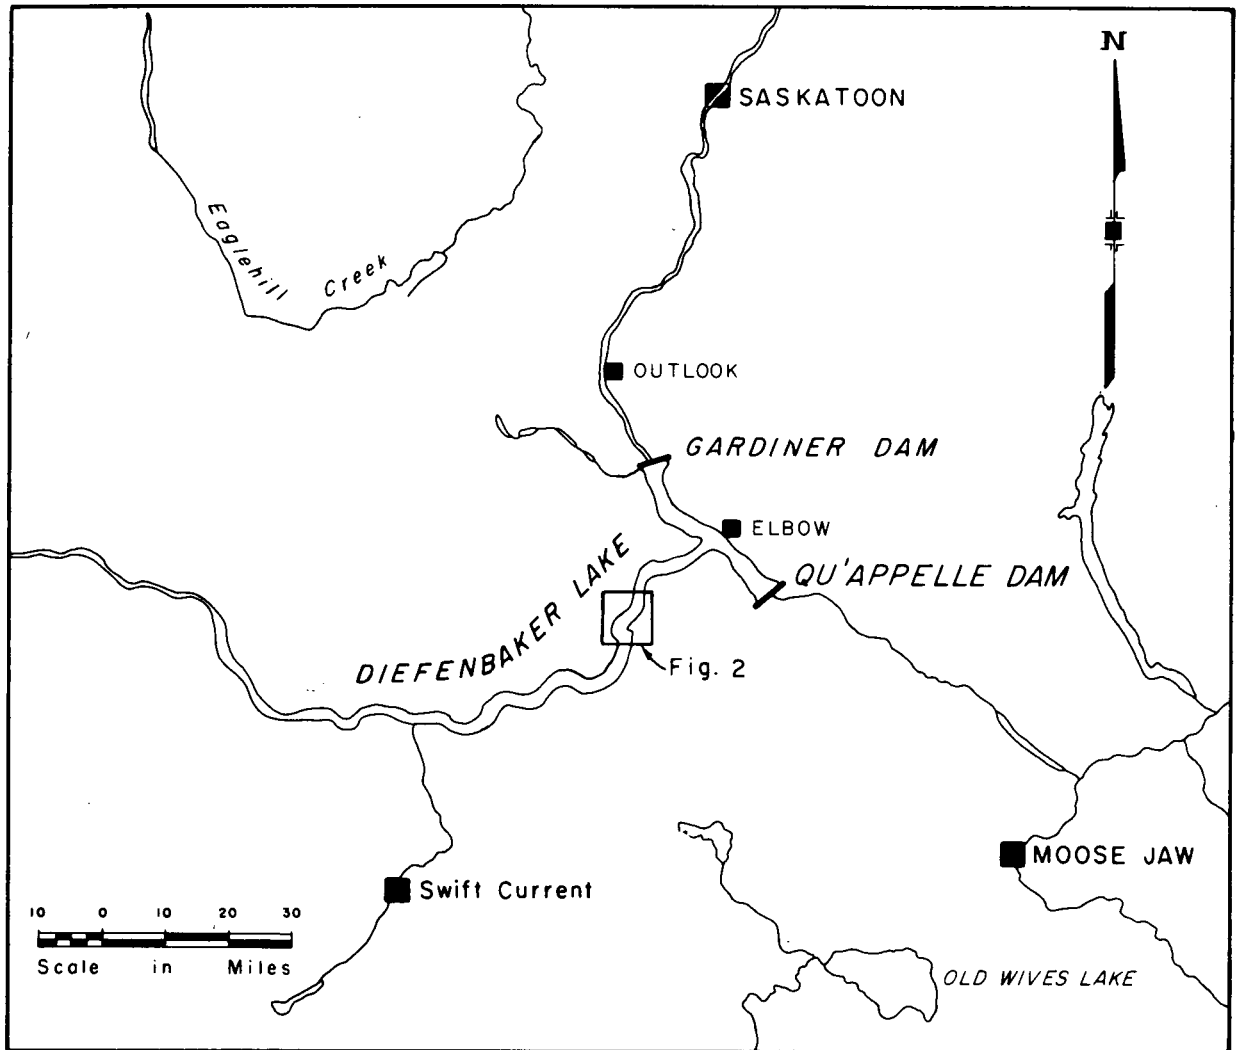 N
SASKATOON
Eaglehill Creek
OUTLOOK
GARDINER DAM
ELBOW
QU'APPELLE DAM
DIEFENBAKER LAKE
Fig. 2
MOOSE JAW
Swift Current
10 0 10 20 30
Scale in Miles
OLD WIVES LAKE